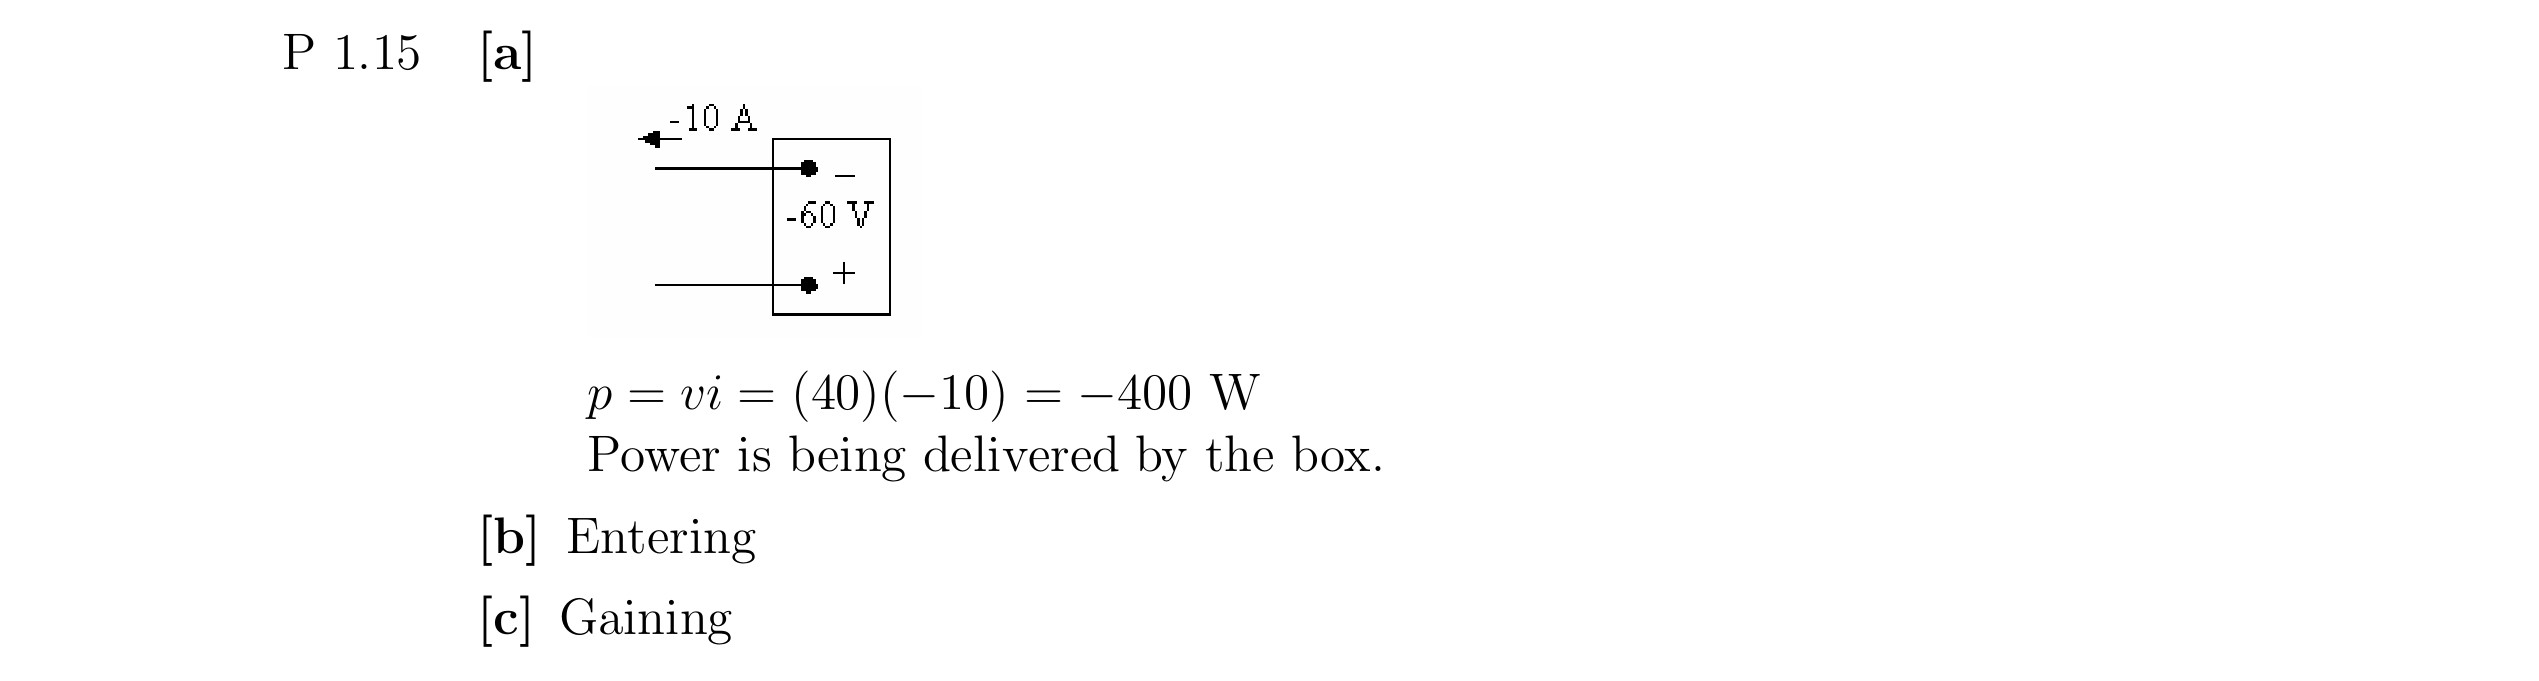 P 1.15 [a]
-10 A
−
-60 V
+
p = vi = (40)(−10) = −400 W
Power is being delivered by the box.
[b] Entering
[c] Gaining